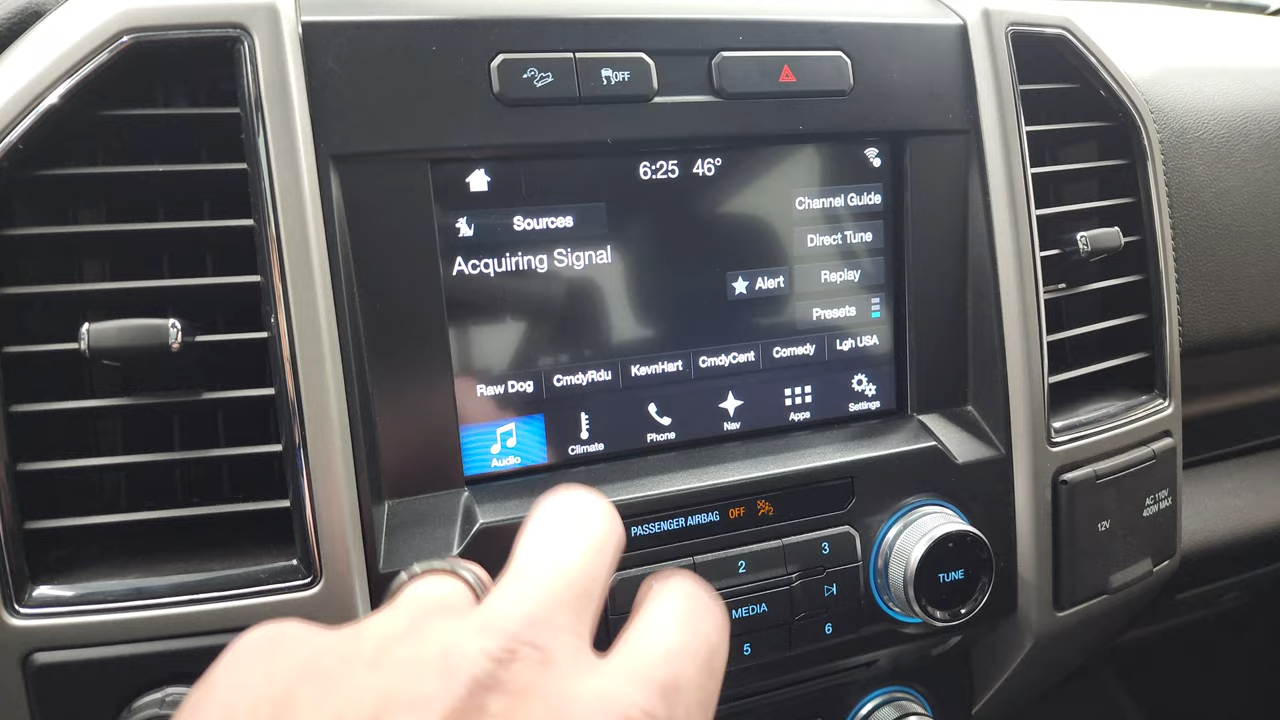 OFF
6:25 46°
Sources
Channel Guide
Acquiring Signal
Direct Tune
Alert
Replay
Presets
Raw Dog
CmdyRdu
KevnHart
CmdyCent
Comedy
Lgh USA
Audio
Climate
Phone
Nav
Apps
Settings
PASSENGER AIRBAG OFF
2
3
MEDIA
5
6
TUNE
12V
AC 110V
400W MAX